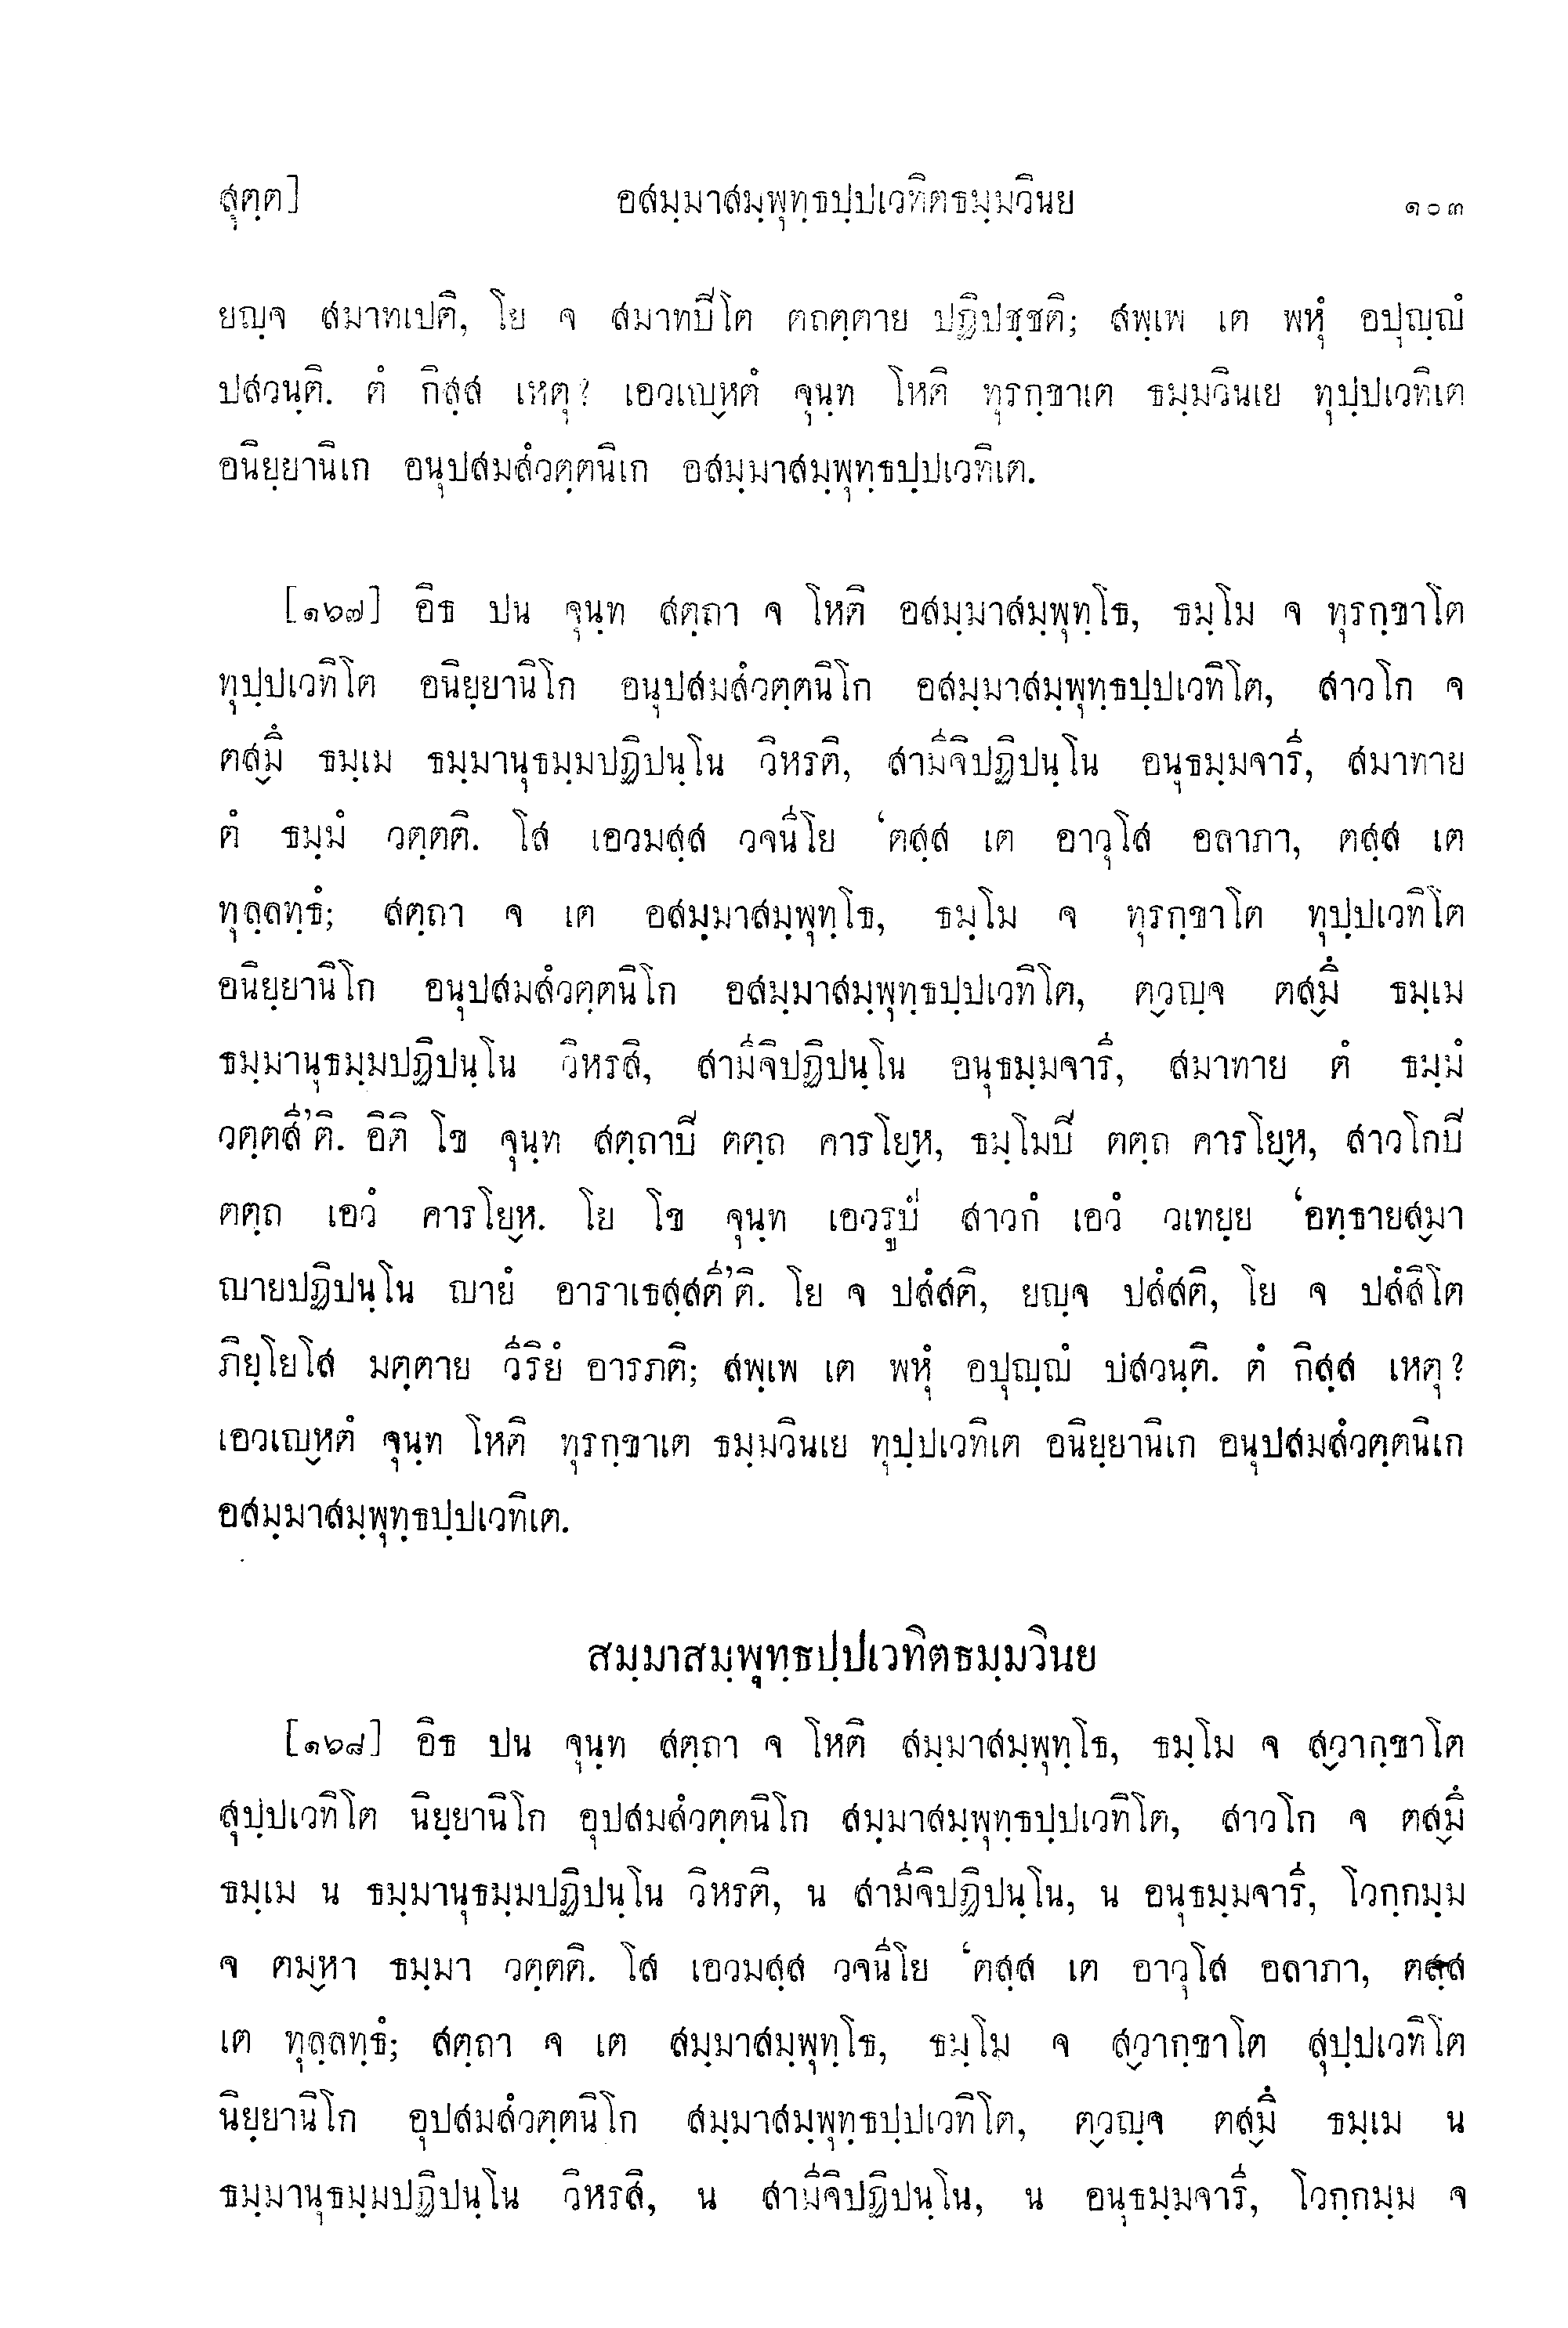 สุตฺต]	อสมฺมาสมฺพุทฺธปฺปเวทิตธมฺมวินย	๑๐๓
ยญฺจ สมาทเปติ, โย จ สมาทปิโต ตถตฺตาย ปฏิปชฺชติ; สพฺเพ เต พหุํ อปุญฺญํ
ปสวนฺติ. ตํ กิสฺส เหตุ? เอวเญฺหตํ จุนฺท โหติ ทุรกฺขาเต ธมฺมวินเย ทุปฺปเวทิเต
อนิยฺยานิเก อนุปสมสํวตฺตนิเก อสมฺมาสมฺพุทฺธปฺปเวทิเต.
[๑๖๗] อิธ ปน จุนฺท สตฺถา จ โหติ อสมฺมาสมฺพุทฺโธ, ธมฺโม จ ทุรกฺขาโต
ทุปฺปเวทิโต อนิยฺยานิโก อนุปสมสํวตฺตนิโก อสมฺมาสมฺพุทฺธปฺปเวทิโต, สาวโก จ
ตสฺมึ ธมฺเม ธมฺมานุธมฺมปฏิปนฺโน วิหรติ, สามีจิปฏิปนฺโน อนุธมฺมจารี, สมาทาย
ตํ ธมฺมํ วตฺตติ. โส เอวมสฺส วจนีโย ‘ตสฺส เต อาวุโส อลาภา, ตสฺส เต
ทุลฺลทฺธํ; สตฺถา จ เต อสมฺมาสมฺพุทฺโธ, ธมฺโม จ ทุรกฺขาโต ทุปฺปเวทิโต
อนิยฺยานิโก อนุปสมสํวตฺตนิโก อสมฺมาสมฺพุทฺธปฺปเวทิโต, ตฺวญฺจ ตสฺมึ ธมฺเม
ธมฺมานุธมฺมปฏิปนฺโน วิหรสิ, สามีจิปฏิปนฺโน อนุธมฺมจารี, สมาทาย ตํ ธมฺมํ
วตฺตสี’ติ. อิติ โข จุนฺท สตฺถาปิ ตตฺถ คารโยฺห, ธมฺโมปิ ตตฺถ คารโยฺห, สาวโกปิ
ตตฺถ เอวํ คารโยฺห. โย โข จุนฺท เอวรูปํ สาวกํ เอวํ วเทยฺย ‘อทฺธายสฺมา
ญายปฏิปนฺโน ญายํ อาราเธสฺสตี’ติ. โย จ ปสํสติ, ยญฺจ ปสํสติ, โย จ ปสํสิโต
ภิยฺโยโส มตฺตาย วีริยํ อารภติ; สพฺเพ เต พหุํ อปุญฺญํ ปสวนฺติ. ตํ กิสฺส เหตุ?
เอวเญฺหตํ จุนฺท โหติ ทุรกฺขาเต ธมฺมวินเย ทุปฺปเวทิเต อนิยฺยานิเก อนุปสมสํวตฺตนิเก
อสมฺมาสมฺพุทฺธปฺปเวทิเต.
สมฺมาสมฺพุทฺธปฺปเวทิตธมฺมวินย
[๑๖๘] อิธ ปน จุนฺท สตฺถา จ โหติ สมฺมาสมฺพุทฺโธ, ธมฺโม จ สฺวากฺขาโต
สุปฺปเวทิโต นิยฺยานิโก อุปสมสํวตฺตนิโก สมฺมาสมฺพุทฺธปฺปเวทิโต, สาวโก จ ตสฺมึ
ธมฺเม น ธมฺมานุธมฺมปฏิปนฺโน วิหรติ, น สามีจิปฏิปนฺโน, น อนุธมฺมจารี, โวกฺกมฺม
จ ตมฺหา ธมฺมา วตฺตติ. โส เอวมสฺส วจนีโย ‘ตสฺส เต อาวุโส อลาภา, ตสฺส
เต ทุลฺลทฺธํ; สตฺถา จ เต สมฺมาสมฺพุทฺโธ, ธมฺโม จ สฺวากฺขาโต สุปฺปเวทิโต
นิยฺยานิโก อุปสมสํวตฺตนิโก สมฺมาสมฺพุทฺธปฺปเวทิโต, ตฺวญฺจ ตสฺมึ ธมฺเม น
ธมฺมานุธมฺมปฏิปนฺโน วิหรสิ, น สามีจิปฏิปนฺโน, น อนุธมฺมจารี, โวกฺกมฺม จ